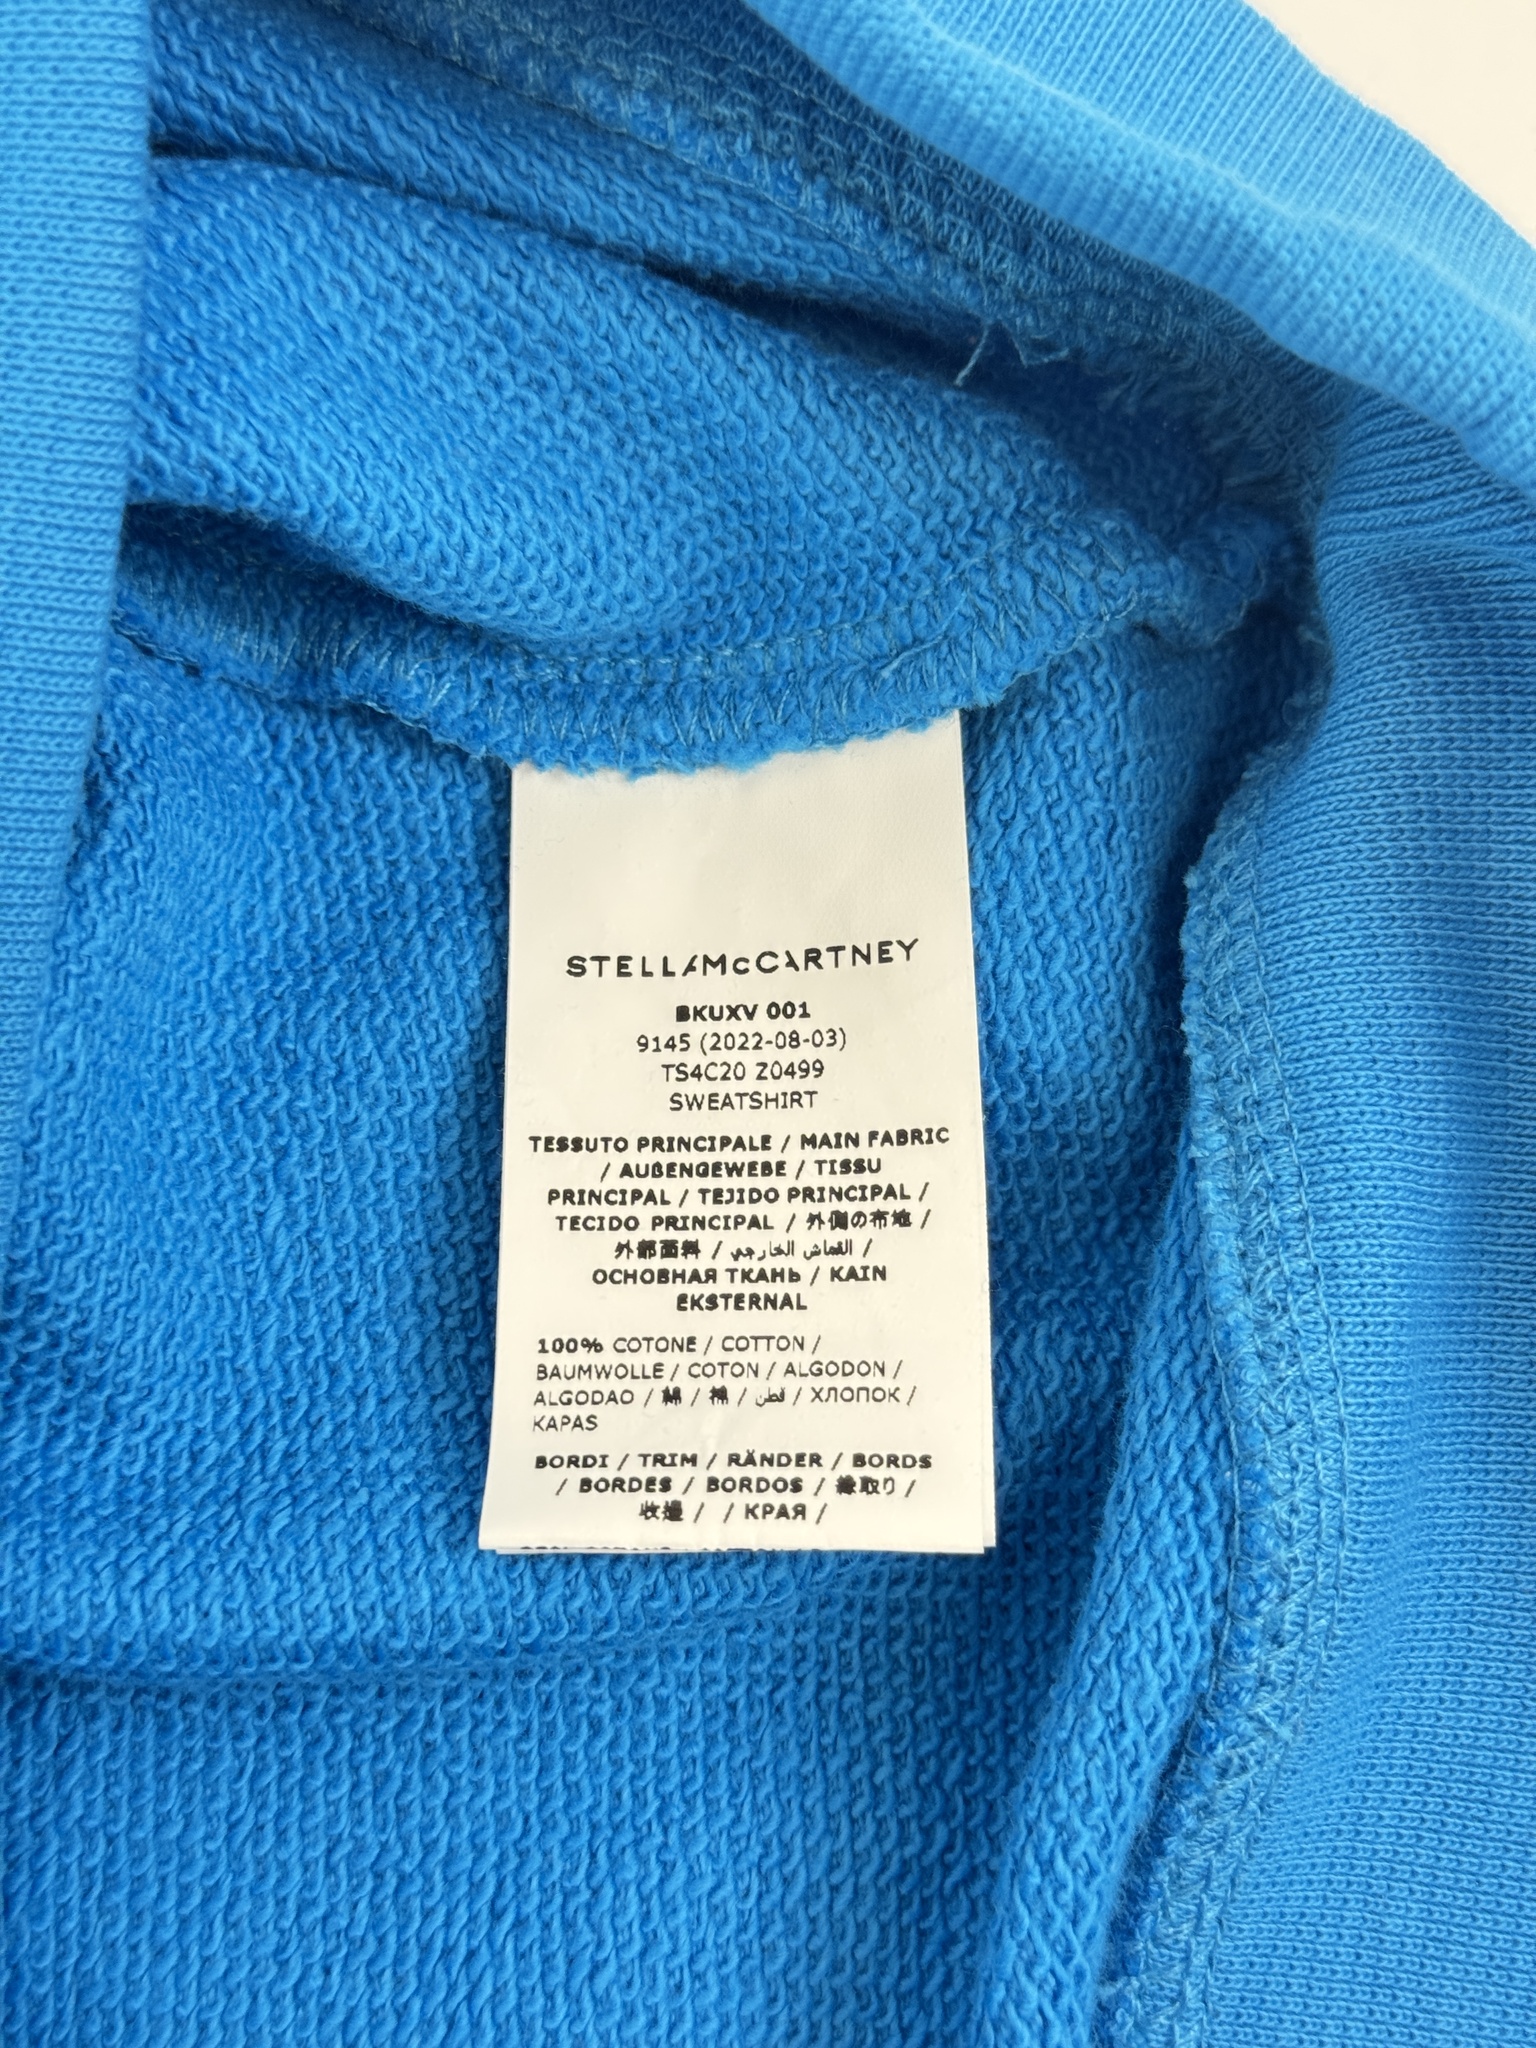 STELLAMcCARTNEY
BKUXV 001
9145 (2022-08-03)
TS4C20 Z0499
SWEATSHIRT
TESSUTO PRINCIPALE / MAIN FABRIC
/ AUßENGEWEBE / TISSU
PRINCIPAL / TEJIDO PRINCIPAL /
TECIDO PRINCIPAL / 外側の布地 /
外部面料 / القماش الخارجي /
ОСНОВНАЯ ТКАНЬ / KAIN
EKSTERNAL
100% COTONE / COTTON /
BAUMWOLLE / COTON / ALGODON /
ALGODAO / 綿 / 棉 / قطن / ХЛОПОК /
KAPAS
BORDI / TRIM / RÄNDER / BORDS
/ BORDES / BORDOS / 縁取り /
收边 / / КРАЯ /